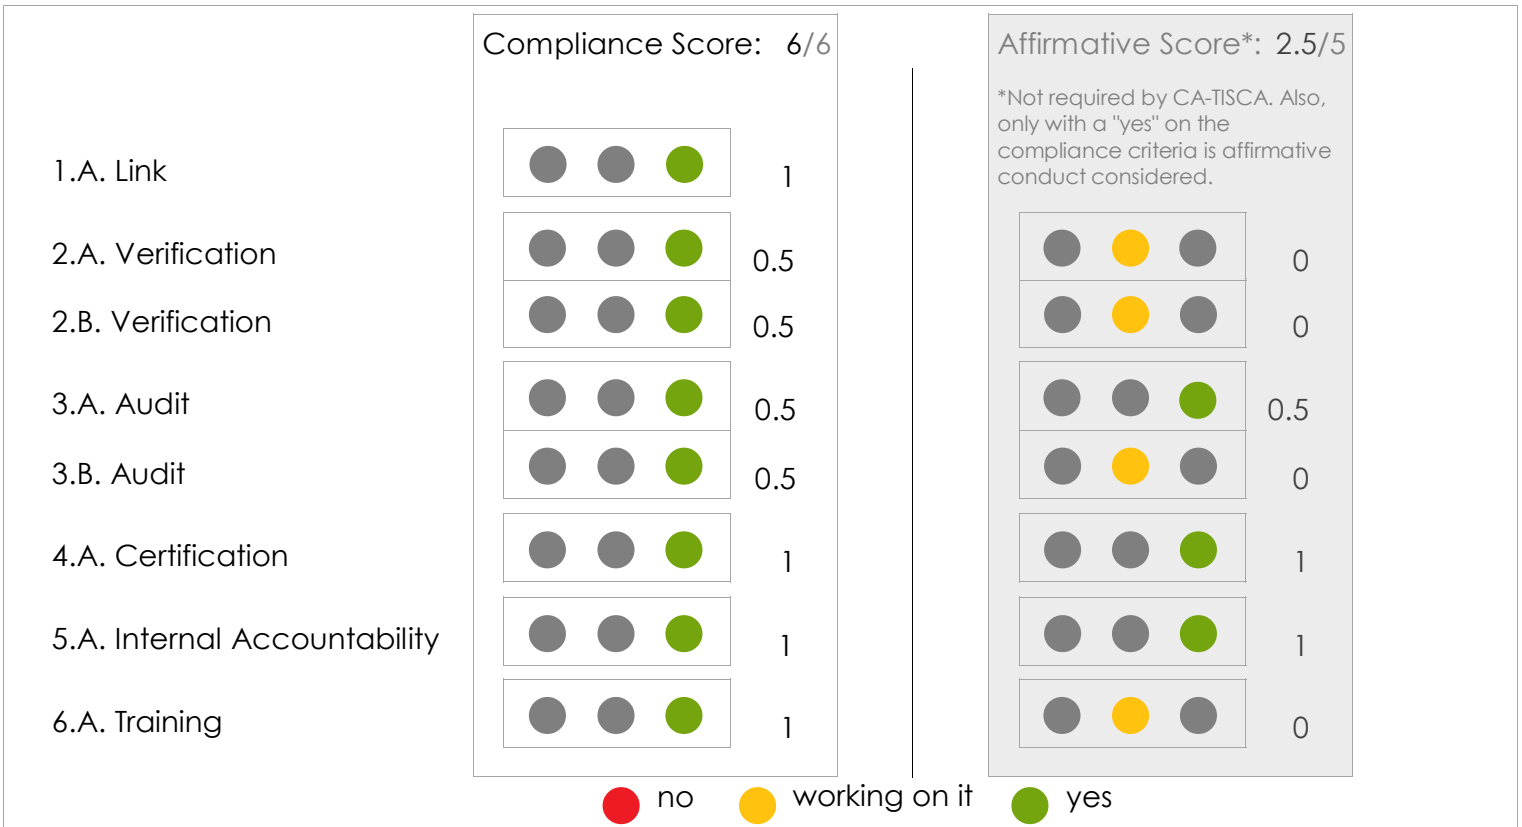 Compliance Score: 6/6
Affirmative Score*: 2.5/5
*Not required by CA-TISCA. Also,
only with a "yes" on the
compliance criteria is affirmative
conduct considered.
1.A. Link 1
2.A. Verification 0.5 0
2.B. Verification 0.5 0
3.A. Audit 0.5 0.5
3.B. Audit 0.5 0
4.A. Certification 1 1
5.A. Internal Accountability 1 1
6.A. Training 1 0
no working on it yes